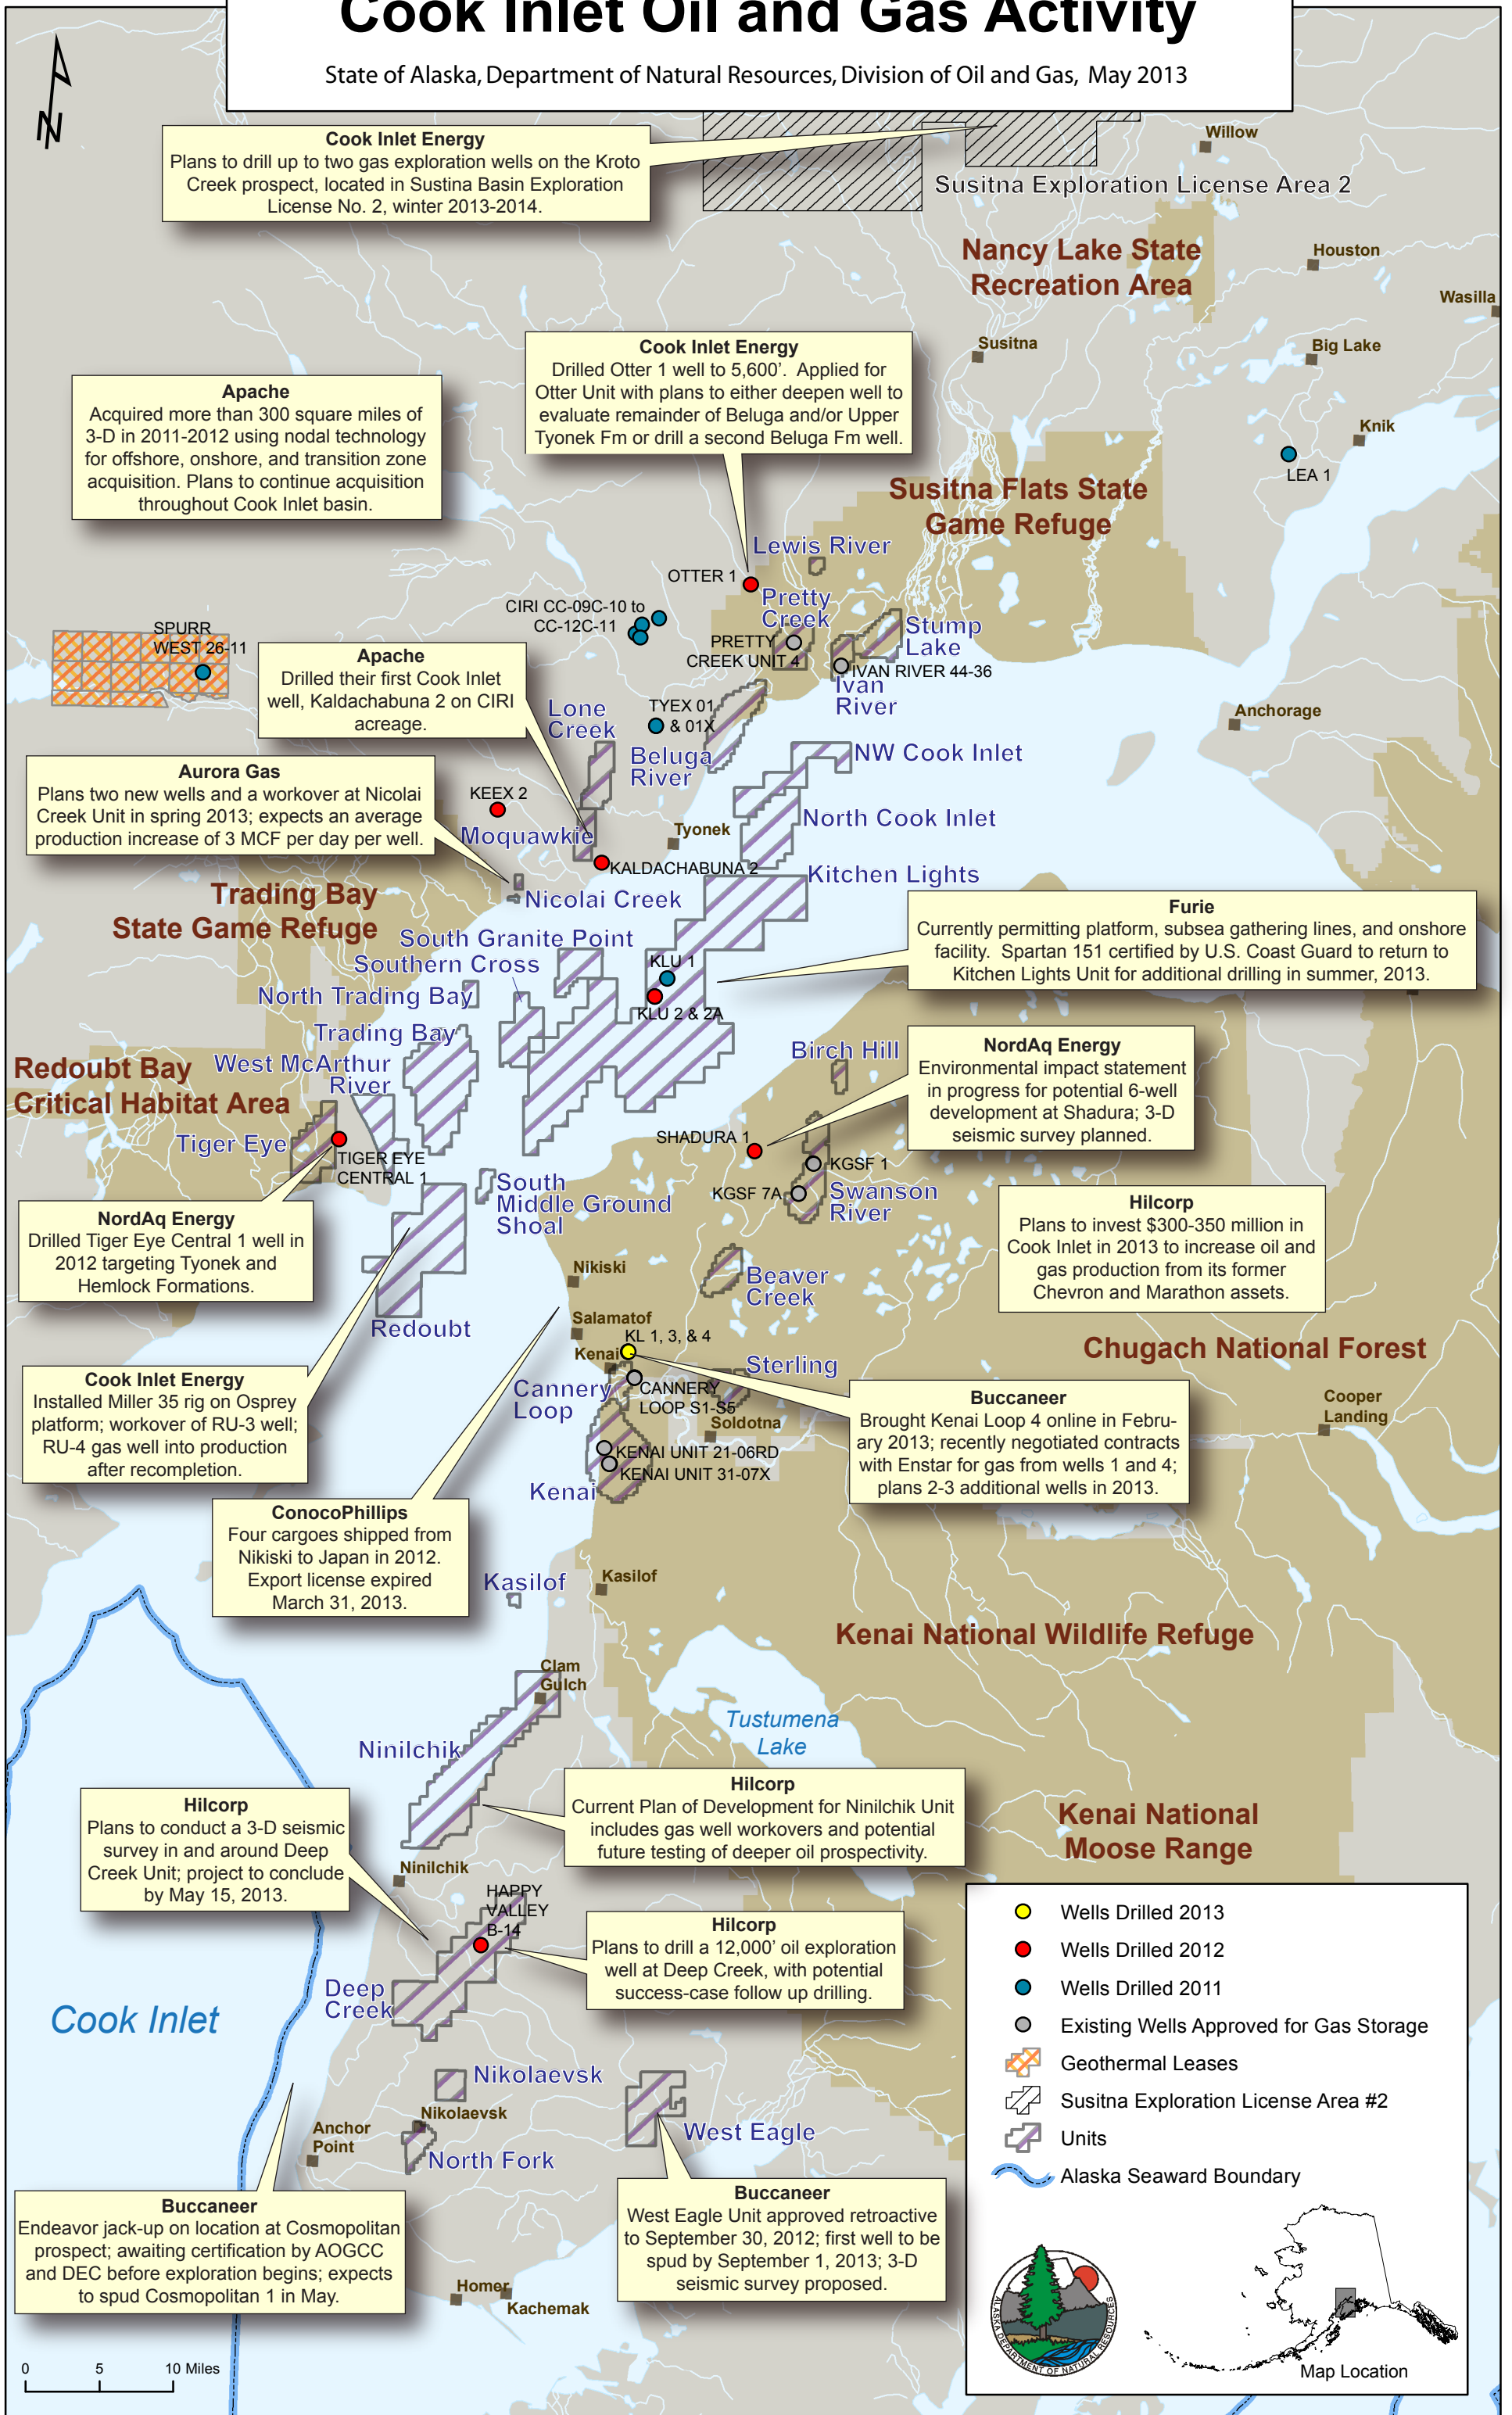 Cook Inlet Oil and Gas Activity
State of Alaska, Department of Natural Resources, Division of Oil and Gas, May 2013
N
Cook Inlet Energy
Plans to drill up to two gas exploration wells on the Kroto
Creek prospect, located in Sustina Basin Exploration
License No. 2, winter 2013-2014.
Willow
Susitna Exploration License Area 2
Nancy Lake State
Recreation Area
Houston
Wasilla
Susitna
Big Lake
Knik
LEA 1
Cook Inlet Energy
Drilled Otter 1 well to 5,600'. Applied for
Otter Unit with plans to either deepen well to
evaluate remainder of Beluga and/or Upper
Tyonek Fm or drill a second Beluga Fm well.
Apache
Acquired more than 300 square miles of
3-D in 2011-2012 using nodal technology
for offshore, onshore, and transition zone
acquisition. Plans to continue acquisition
throughout Cook Inlet basin.
Susitna Flats State
Game Refuge
Lewis River
OTTER 1
Pretty
Creek
CIRI CC-09C-10 to
CC-12C-11
PRETTY
CREEK UNIT 4
Stump
Lake
IVAN RIVER 44-36
Ivan
River
SPURR
WEST 26-11
Apache
Drilled their first Cook Inlet
well, Kaldachabuna 2 on CIRI
acreage.
Lone
Creek
TYEX 01
& 01X
Beluga
River
Anchorage
NW Cook Inlet
Aurora Gas
Plans two new wells and a workover at Nicolai
Creek Unit in spring 2013; expects an average
production increase of 3 MCF per day per well.
KEEX 2
Moquawkie
Tyonek
North Cook Inlet
KALDACHABUNA 2
Kitchen Lights
Nicolai Creek
Trading Bay
State Game Refuge
Furie
Currently permitting platform, subsea gathering lines, and onshore
facility. Spartan 151 certified by U.S. Coast Guard to return to
Kitchen Lights Unit for additional drilling in summer, 2013.
South Granite Point
Southern Cross
KLU 1
North Trading Bay
KLU 2 & 2A
Trading Bay
West McArthur
River
Redoubt Bay
Critical Habitat Area
Birch Hill
NordAq Energy
Environmental impact statement
in progress for potential 6-well
development at Shadura; 3-D
seismic survey planned.
Tiger Eye
TIGER EYE
CENTRAL 1
SHADURA 1
KGSF 1
KGSF 7A
Swanson
River
South
Middle Ground
Shoal
NordAq Energy
Drilled Tiger Eye Central 1 well in
2012 targeting Tyonek and
Hemlock Formations.
Hilcorp
Plans to invest $300-350 million in
Cook Inlet in 2013 to increase oil and
gas production from its former
Chevron and Marathon assets.
Nikiski
Beaver
Creek
Redoubt
Salamatof
KL 1, 3, & 4
Kenai
Chugach National Forest
Sterling
Cannery
Loop
CANNERY
LOOP S1-S5
Soldotna
Cook Inlet Energy
Installed Miller 35 rig on Osprey
platform; workover of RU-3 well;
RU-4 gas well into production
after recompletion.
Buccaneer
Brought Kenai Loop 4 online in Febru-
ary 2013; recently negotiated contracts
with Enstar for gas from wells 1 and 4;
plans 2-3 additional wells in 2013.
Cooper
Landing
KENAI UNIT 21-06RD
KENAI UNIT 31-07X
Kenai
ConocoPhillips
Four cargoes shipped from
Nikiski to Japan in 2012.
Export license expired
March 31, 2013.
Kasilof
Kasilof
Kenai National Wildlife Refuge
Clam
Gulch
Tustumena
Lake
Ninilchik
Hilcorp
Current Plan of Development for Ninilchik Unit
includes gas well workovers and potential
future testing of deeper oil prospectivity.
Kenai National
Moose Range
Hilcorp
Plans to conduct a 3-D seismic
survey in and around Deep
Creek Unit; project to conclude
by May 15, 2013.
Ninilchik
HAPPY
VALLEY
B-14
Hilcorp
Plans to drill a 12,000' oil exploration
well at Deep Creek, with potential
success-case follow up drilling.
Deep
Creek
Cook Inlet
Nikolaevsk
Nikolaevsk
Anchor
Point
North Fork
West Eagle
Buccaneer
Endeavor jack-up on location at Cosmopolitan
prospect; awaiting certification by AOGCC
and DEC before exploration begins; expects
to spud Cosmopolitan 1 in May.
Buccaneer
West Eagle Unit approved retroactive
to September 30, 2012; first well to be
spud by September 1, 2013; 3-D
seismic survey proposed.
Homer
Kachemak
0 5 10 Miles
Wells Drilled 2013
Wells Drilled 2012
Wells Drilled 2011
Existing Wells Approved for Gas Storage
Geothermal Leases
Susitna Exploration License Area #2
Units
Alaska Seaward Boundary
ALASKA DEPARTMENT OF NATURAL RESOURCES
Map Location